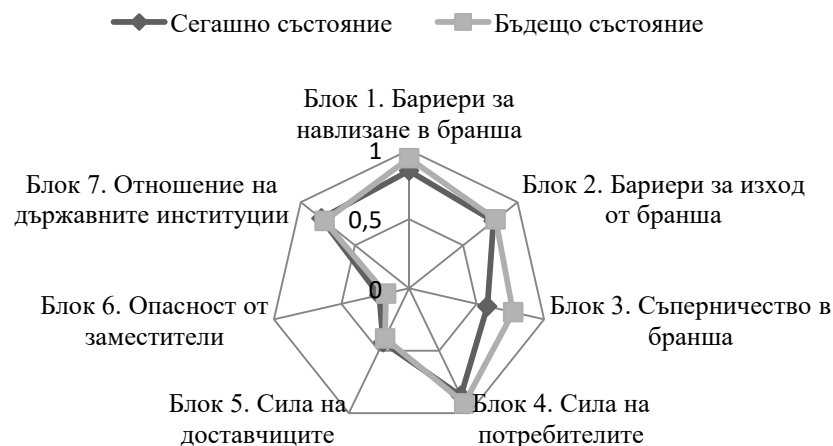 Сегашно състояние
Бъдещо състояние
Блок 1. Бариери за
навлизане в бранша
1
Блок 7. Отношение на
държавните институции
Блок 2. Бариери за изход
от бранша
0,5
0
Блок 6. Опасност от
заместители
Блок 3. Съперничество в
бранша
Блок 5. Сила на
доставчиците
Блок 4. Сила на
потребителите